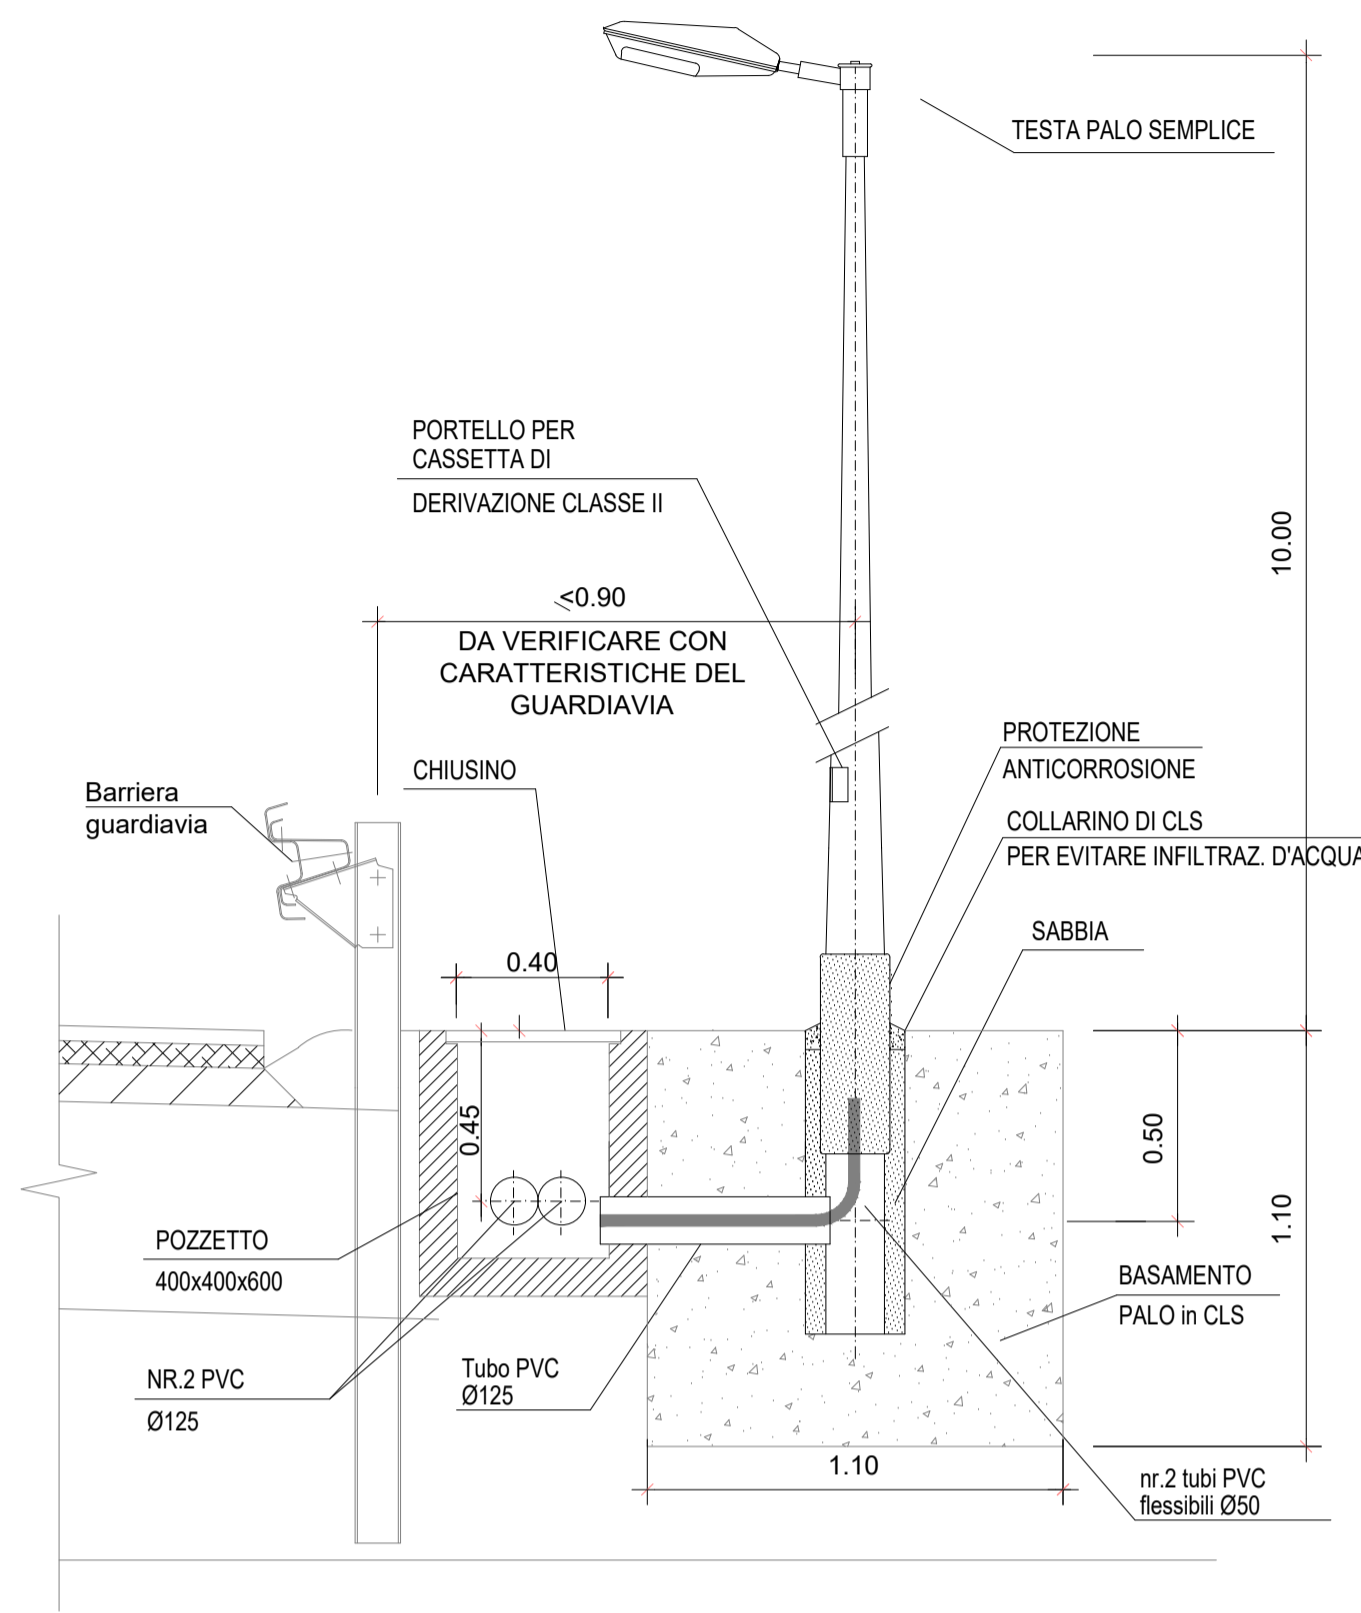 TESTA PALO SEMPLICE
PORTELLO PER
CASSETTA DI
DERIVAZIONE CLASSE II
10.00
≤0.90
DA VERIFICARE CON
CARATTERISTICHE DEL
GUARDIAVIA
PROTEZIONE
ANTICORROSIONE
CHIUSINO
Barriera
guardiavia
COLLARINO DI CLS
PER EVITARE INFILTRAZ. D'ACQUA
SABBIA
0.40
0.45
0.50
1.10
POZZETTO
400x400x600
BASAMENTO
PALO in CLS
NR.2 PVC
Ø125
Tubo PVC
Ø125
1.10
nr.2 tubi PVC
flessibili Ø50